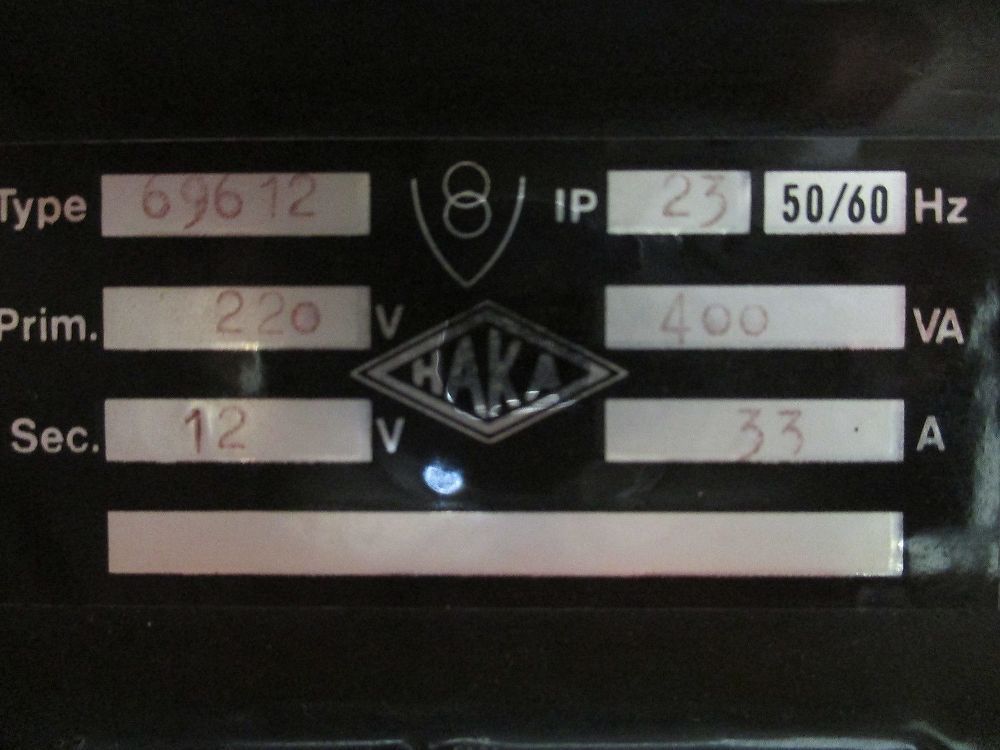 Type 69612 IP 23 50/60 Hz
Prim. 220 V 400 VA
HAKA
Sec. 12 V 33 A